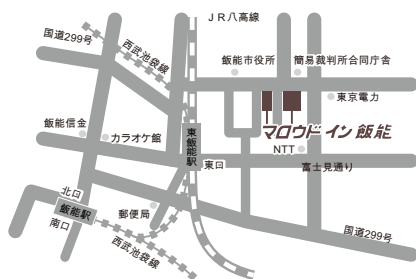 JR八高線
国道299号
西武池袋線
飯能市役所
簡易裁判所合同庁舎
東京電力
飯能信金
カラオケ館
マロウド イン 飯能
東飯能駅
NTT
東口
富士見通り
北口
飯能駅
南口
郵便局
西武池袋線
国道299号